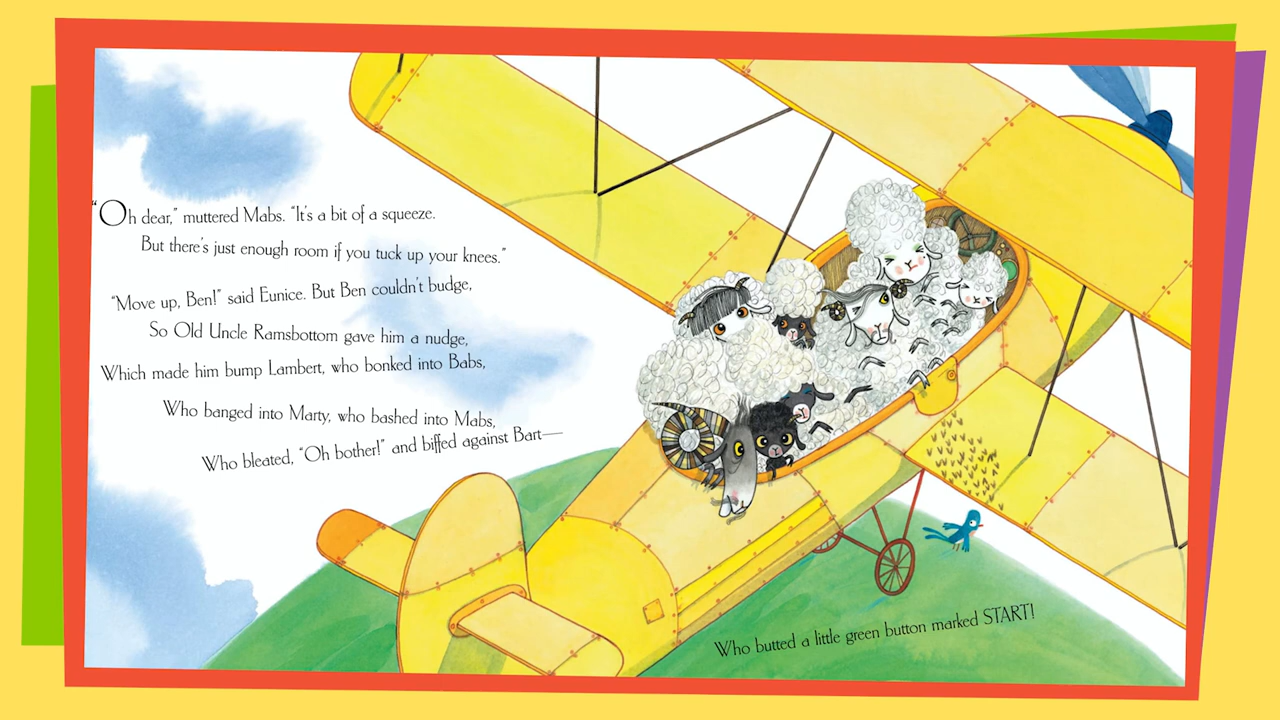 “Oh dear,” muttered Mabs. “It’s a bit of a squeeze.
But there’s just enough room if you tuck up your knees.”
“Move up, Ben!” said Eunice. But Ben couldn’t budge,
So Old Uncle Ramsbottom gave him a nudge,
Which made him bump Lambert, who bonked into Babs,
Who banged into Marty, who bashed into Mabs,
Who bleated, “Oh bother!” and biffed against Bart—
Who butted a little green button marked START!